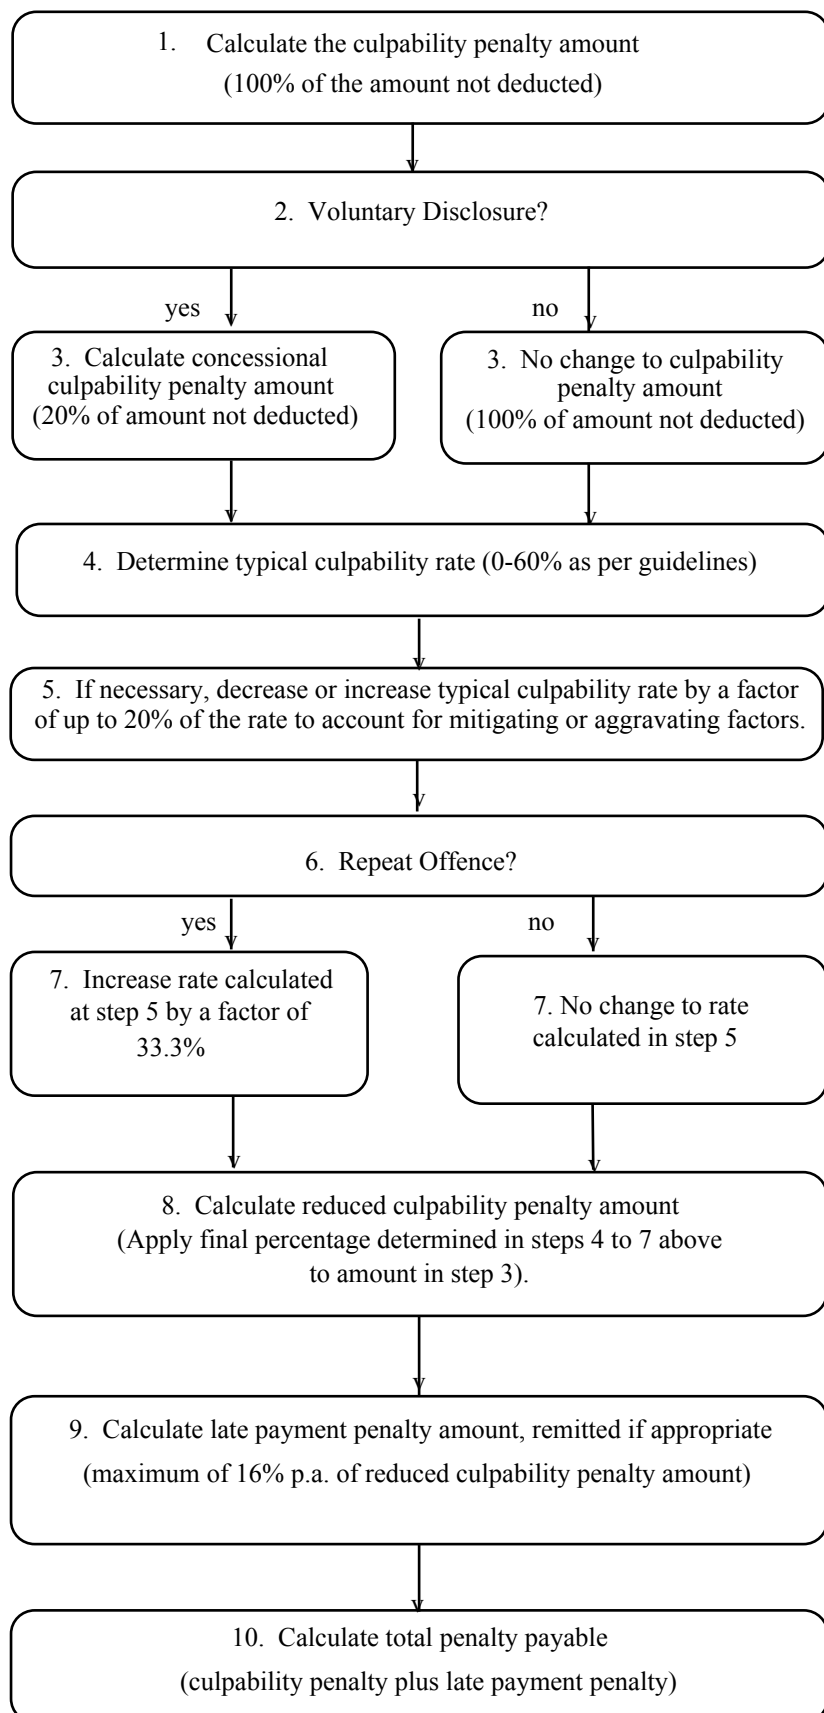 1. Calculate the culpability penalty amount
(100% of the amount not deducted)
2. Voluntary Disclosure?
yes
no
3. Calculate concessional
culpability penalty amount
(20% of amount not deducted)
3. No change to culpability
penalty amount
(100% of amount not deducted)
4. Determine typical culpability rate (0-60% as per guidelines)
5. If necessary, decrease or increase typical culpability rate by a factor
of up to 20% of the rate to account for mitigating or aggravating factors.
6. Repeat Offence?
yes
no
7. Increase rate calculated
at step 5 by a factor of
33.3%
7. No change to rate
calculated in step 5
8. Calculate reduced culpability penalty amount
(Apply final percentage determined in steps 4 to 7 above
to amount in step 3).
9. Calculate late payment penalty amount, remitted if appropriate
(maximum of 16% p.a. of reduced culpability penalty amount)
10. Calculate total penalty payable
(culpability penalty plus late payment penalty)